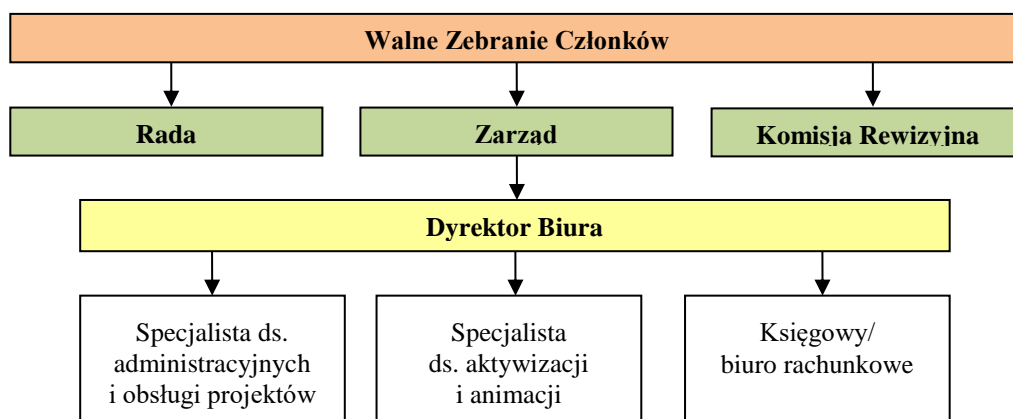 Walne Zebranie Członków
Rada
Zarząd
Komisja Rewizyjna
Dyrektor Biura
Specjalista ds.
administracyjnych
i obsługi projektów
Specjalista
ds. aktywizacji
i animacji
Księgowy/
biuro rachunkowe